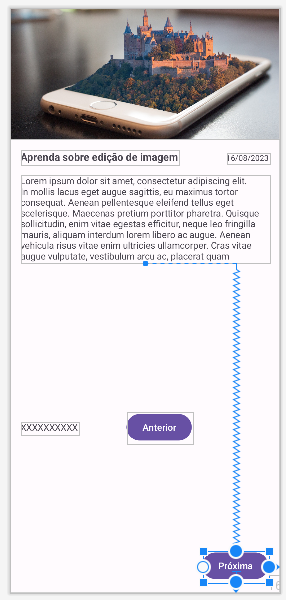 Aprenda sobre edição de imagem
16/08/2023
Lorem ipsum dolor sit amet, consectetur adipiscing elit.
in mollis lacus eget augue sagittis, eu maximus tortor
consequat. Aenean pellentesque eleifend tellus eget
scelerisque. Maecenas pretium porttitor pharetra. Quisque
sollicitudin, enim vitae egestas efficitur, neque leo fringilla
mauris, aliquam interdum lorem libero ac augue. Aenean
vehicula risus vitae enim ultricies ullamcorper. Cras vitae
augue vulputate, vestibulum arcu ac, placerat quam
XXXXXXXXXX
Anterior
Próxima